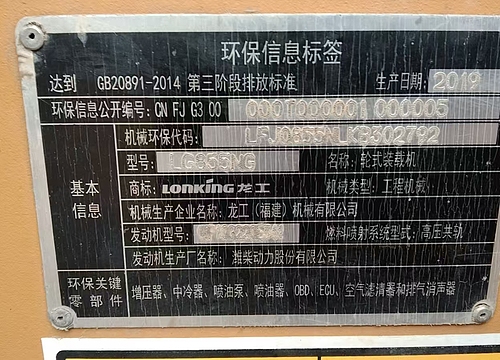 环保信息标签
达到 GB20891-2014 第三阶段排放标准 生产日期: 2019
环保信息公开编号: CN FJ G3 00 0001000001 000005
机械环保代码:
型号: LG855NG 名称: 轮式装载机
基本信息
商标: LONKING 龙工 机械类型: 工程机械
机械生产企业名称: 龙工（福建）机械有限公司
发动机型号: 燃料喷射系统型式: 高压共轨
发动机生产厂名称: 潍柴动力股份有限公司
环保关键零部件
增压器、中冷器、喷油泵、喷油器、OBD、ECU、空气滤清器和排气消声器